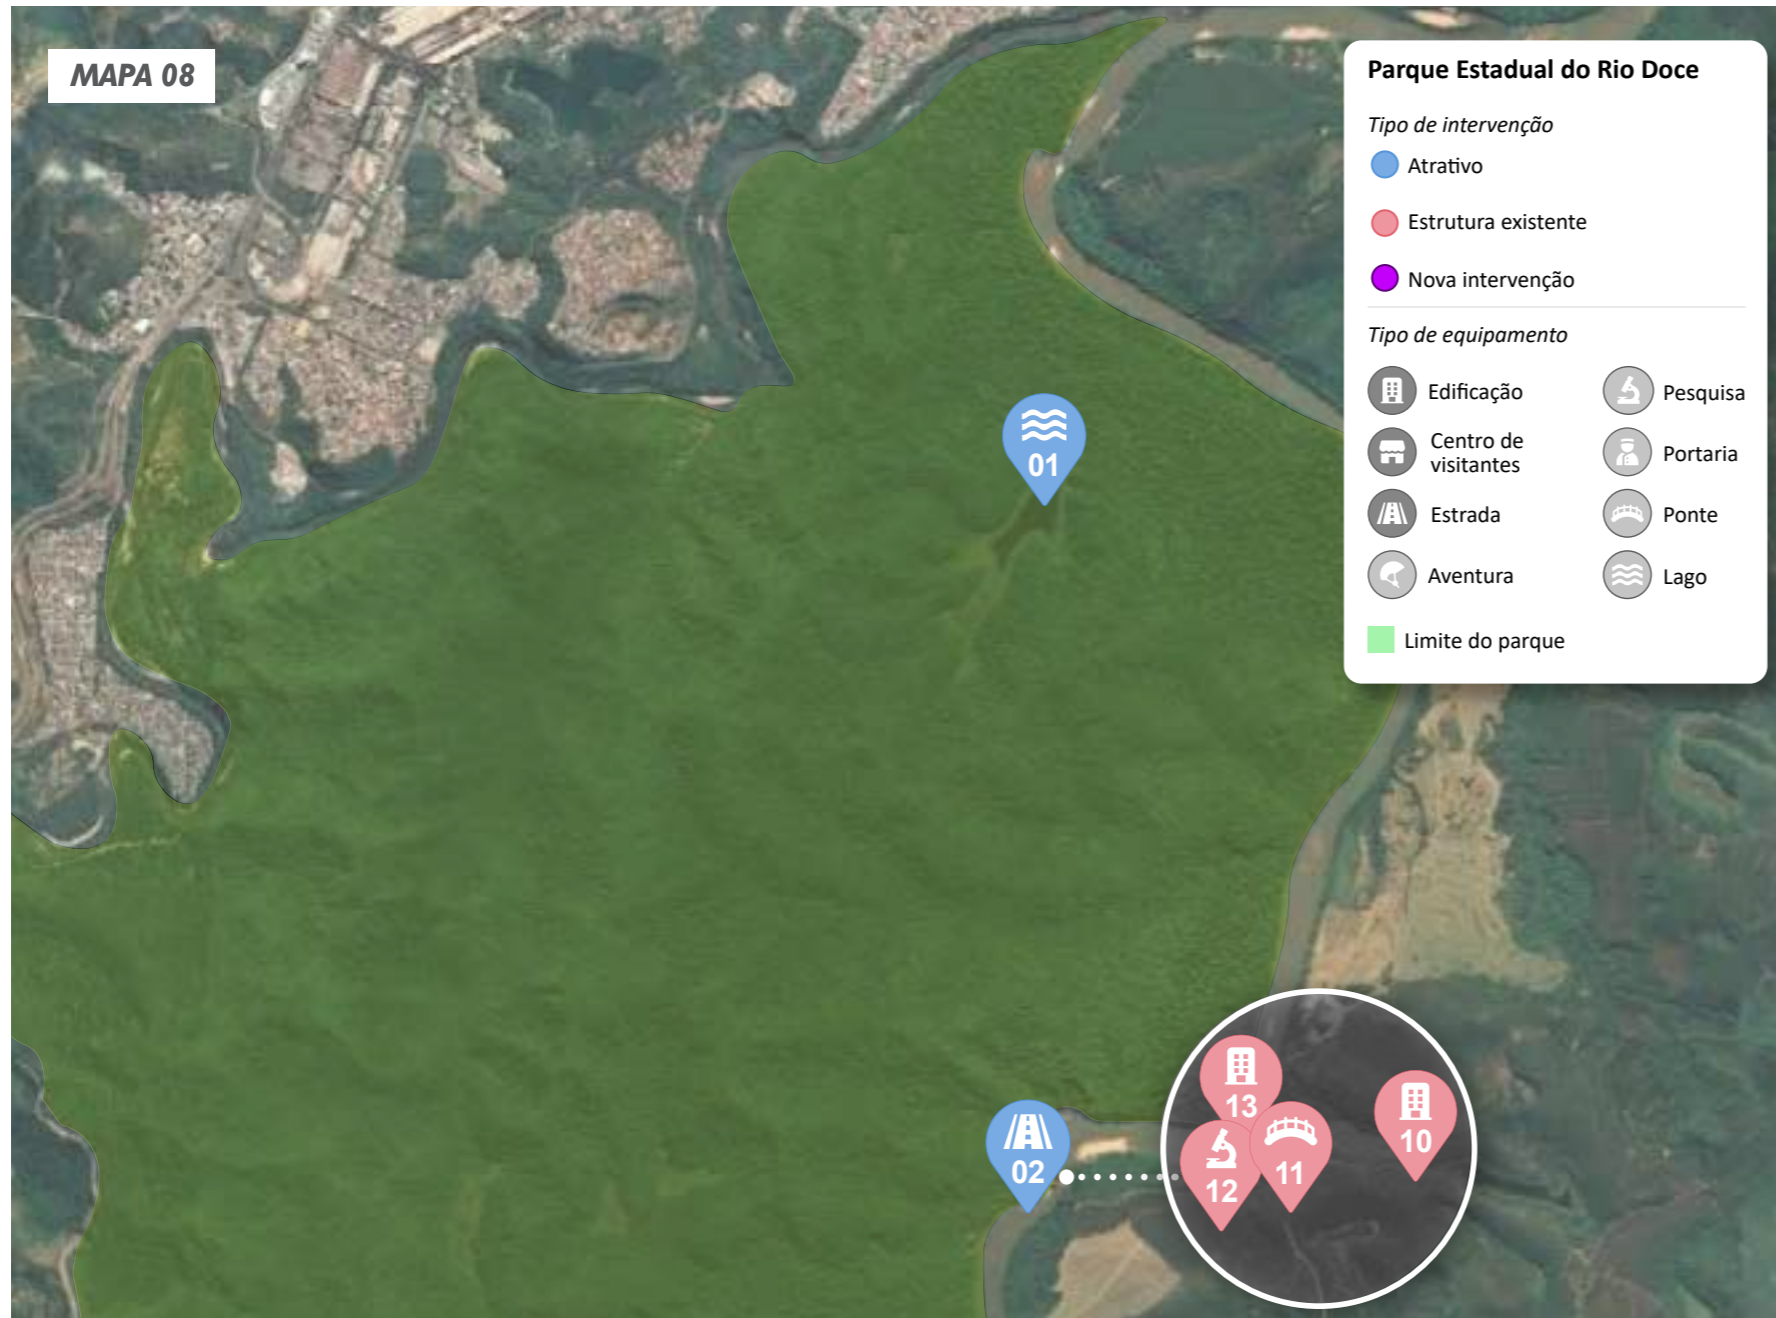 MAPA 08
Parque Estadual do Rio Doce
Tipo de intervenção
Atrativo
Estrutura existente
Nova intervenção
Tipo de equipamento
Edificação
Pesquisa
Centro de
visitantes
Portaria
Estrada
Ponte
Aventura
Lago
Limite do parque
01
02
13
12
11
10